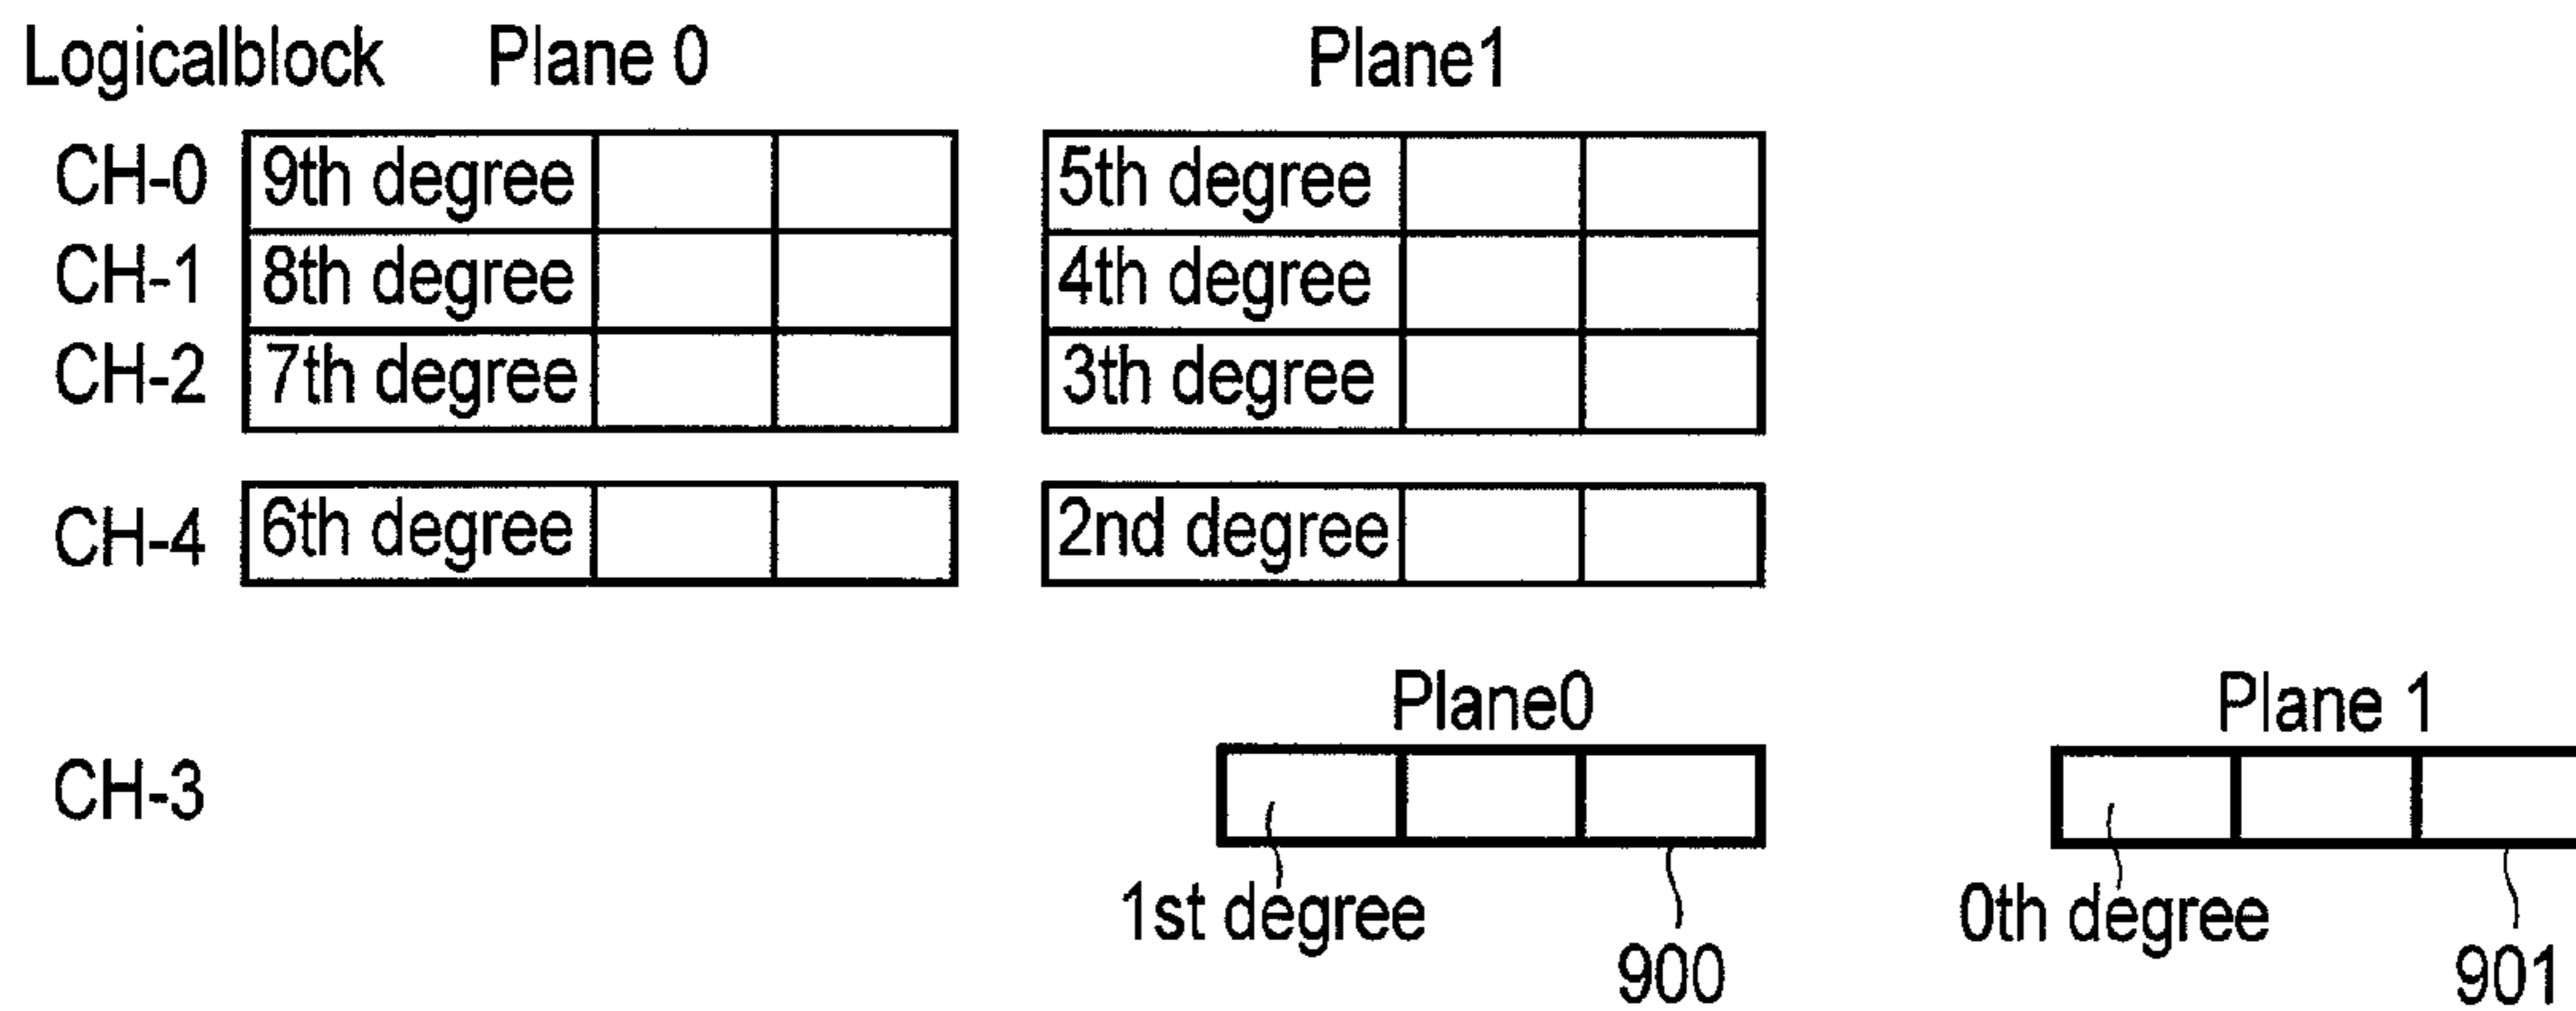 Logicalblock Plane 0 Plane1
CH-0 9th degree 5th degree
CH-1 8th degree 4th degree
CH-2 7th degree 3th degree
CH-4 6th degree 2nd degree
Plane0 Plane 1
CH-3
1st degree 0th degree
900 901